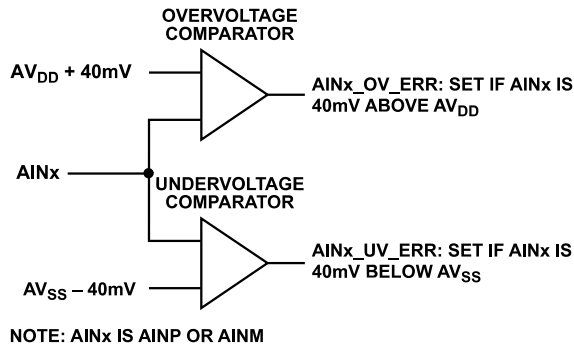 OVERVOLTAGE
COMPARATOR
AVDD + 40mV
AINx_OV_ERR: SET IF AINx IS
40mV ABOVE AVDD
AINx
UNDERVOLTAGE
COMPARATOR
AINx_UV_ERR: SET IF AINx IS
40mV BELOW AVSS
AVSS – 40mV
NOTE: AINx IS AINP OR AINM